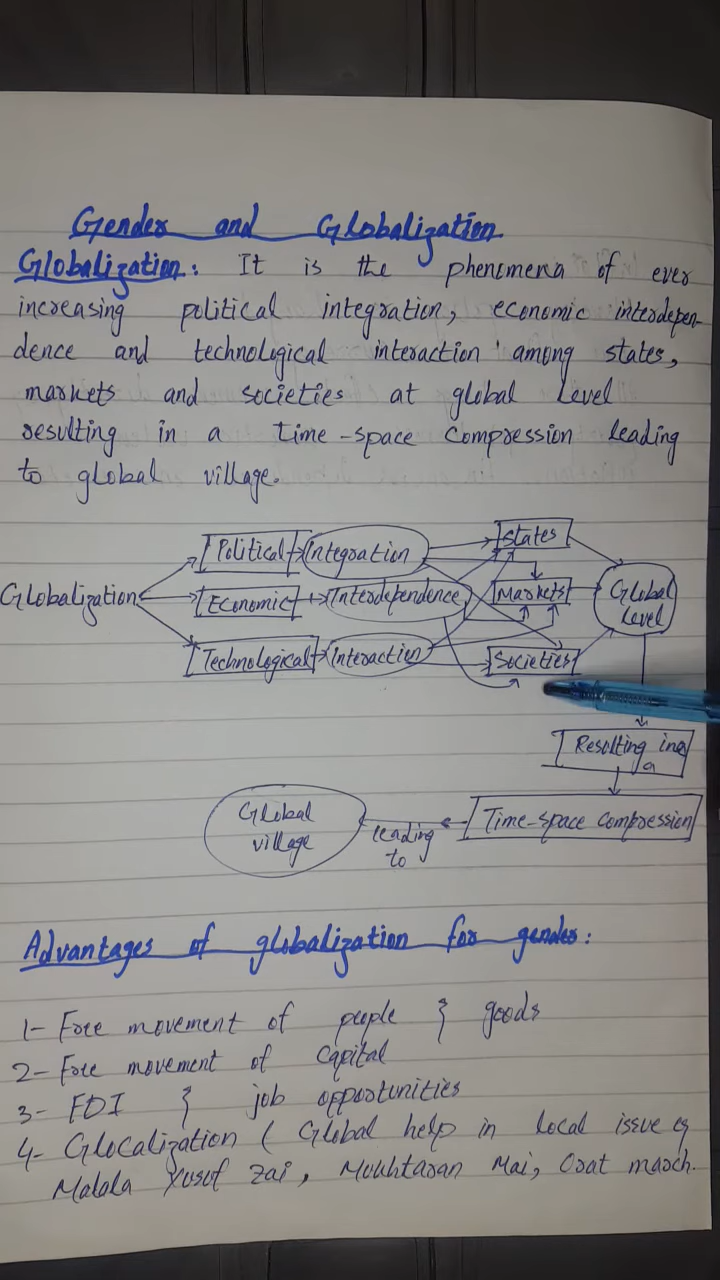 Gender and Globalization
Globalization: It is the phenomena of ever
increasing political integration, economic interdepen-
dence and technological interaction among states,
markets and societies at global level
resulting in a Time-space compression leading
to global village.
Globalization
Political Integration
Economic Interdependence
Technological Interaction
States
Markets
Societies
Global
Level
Resulting in
a
Time-space compression
leading
to
Global
village
Advantages of globalization for gender:
1- Free movement of people & goods
2- Free movement of capital
3- FDI & job opportunities
4- Glocalization ( Global help in local issue eg
Malala Yusuf Zai, Moukhtaran Mai, Orat march.